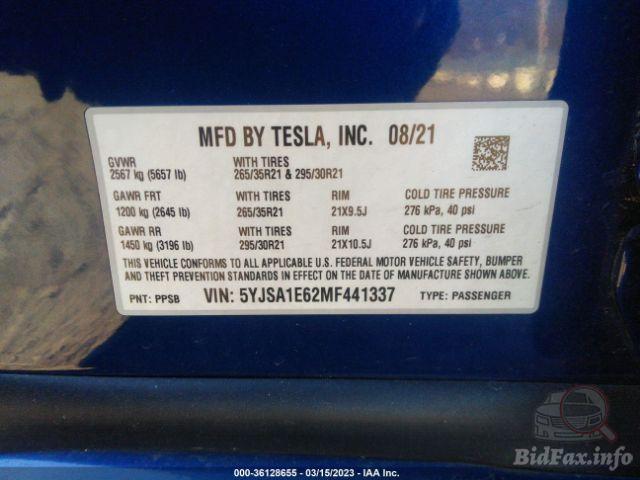 MFD BY TESLA, INC. 08/21
GVWR WITH TIRES
2567 kg (5657 lb) 265/35R21 & 295/30R21
GAWR FRT WITH TIRES RIM COLD TIRE PRESSURE
1200 kg (2645 lb) 265/35R21 21X9.5J 276 kPa, 40 psi
GAWR RR WITH TIRES RIM COLD TIRE PRESSURE
1450 kg (3196 lb) 295/30R21 21X10.5J 276 kPa, 40 psi
THIS VEHICLE CONFORMS TO ALL APPLICABLE U.S. FEDERAL MOTOR VEHICLE SAFETY, BUMPER
AND THEFT PREVENTION STANDARDS IN EFFECT ON THE DATE OF MANUFACTURE SHOWN ABOVE.
PNT: PPSB VIN: 5YJSA1E62MF441337 TYPE: PASSENGER
BidFax.info
000-36128655 - 03/15/2023 - IAA Inc.